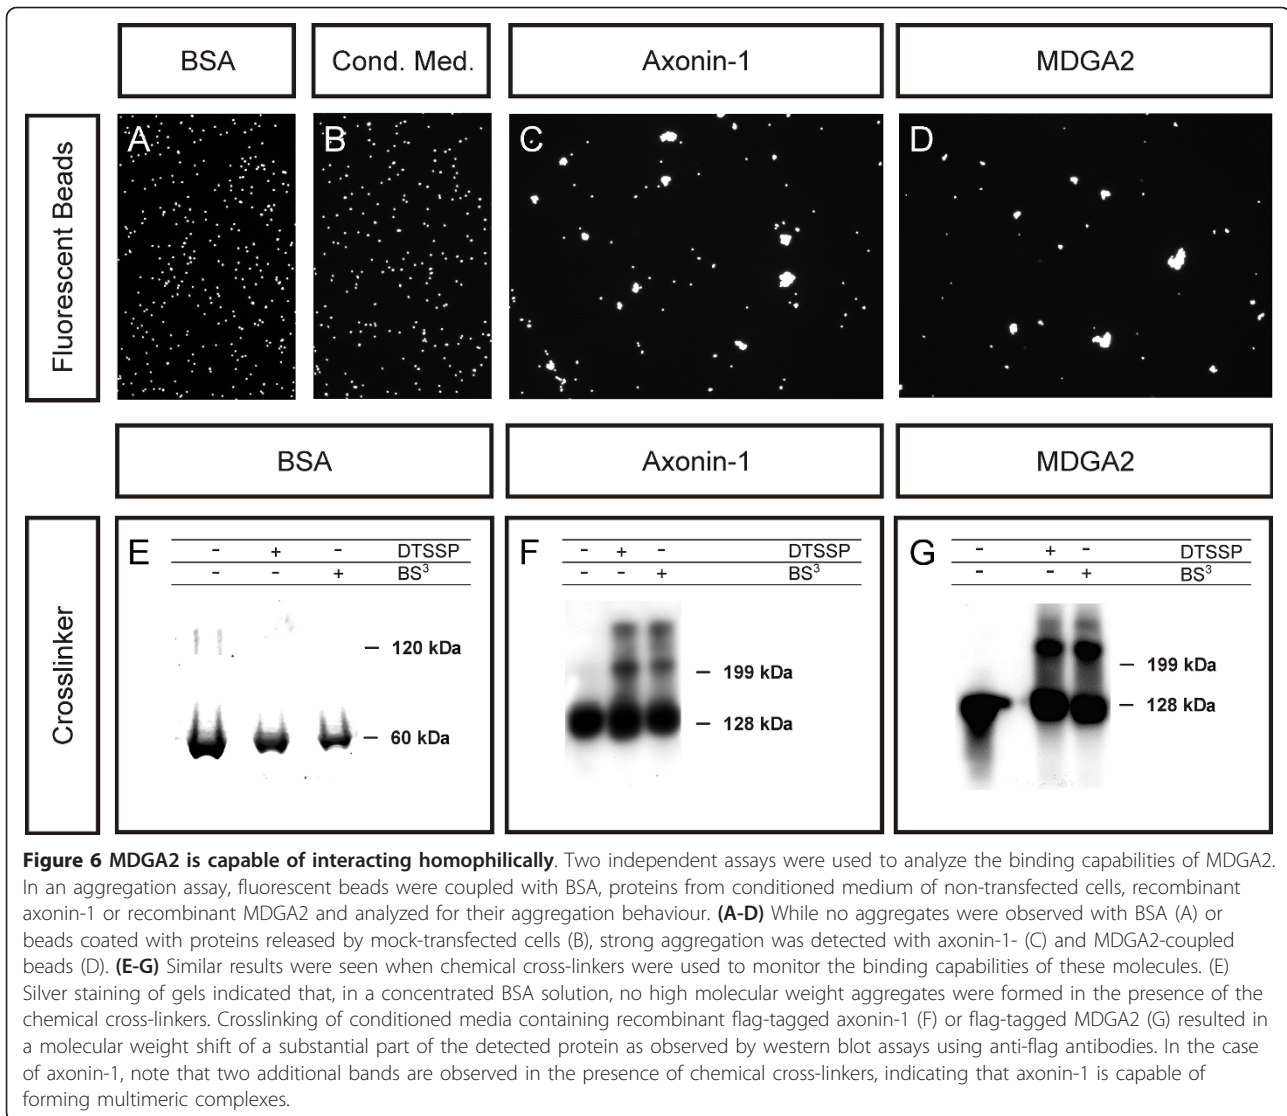 BSA
Cond. Med.
Axonin-1
MDGA2
Fluorescent Beads
A
B
C
D
BSA
Axonin-1
MDGA2
Crosslinker
E
- + - DTSSP
- - + BS³
120 kDa
60 kDa
F
- + - DTSSP
- - + BS³
199 kDa
128 kDa
G
- + - DTSSP
- - + BS³
199 kDa
128 kDa
Figure 6 MDGA2 is capable of interacting homophilically. Two independent assays were used to analyze the binding capabilities of MDGA2.
In an aggregation assay, fluorescent beads were coupled with BSA, proteins from conditioned medium of non-transfected cells, recombinant
axonin-1 or recombinant MDGA2 and analyzed for their aggregation behaviour. (A-D) While no aggregates were observed with BSA (A) or
beads coated with proteins released by mock-transfected cells (B), strong aggregation was detected with axonin-1- (C) and MDGA2-coupled
beads (D). (E-G) Similar results were seen when chemical cross-linkers were used to monitor the binding capabilities of these molecules. (E)
Silver staining of gels indicated that, in a concentrated BSA solution, no high molecular weight aggregates were formed in the presence of the
chemical cross-linkers. Crosslinking of conditioned media containing recombinant flag-tagged axonin-1 (F) or flag-tagged MDGA2 (G) resulted in
a molecular weight shift of a substantial part of the detected protein as observed by western blot assays using anti-flag antibodies. In the case
of axonin-1, note that two additional bands are observed in the presence of chemical cross-linkers, indicating that axonin-1 is capable of
forming multimeric complexes.